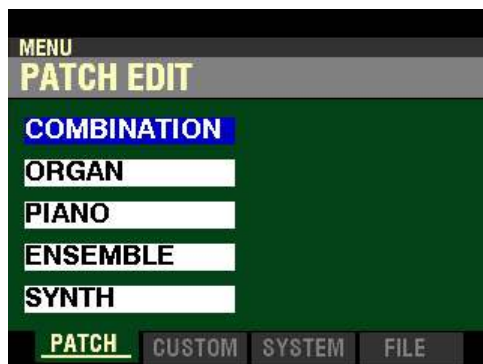 MENU
PATCH EDIT
COMBINATION
ORGAN
PIANO
ENSEMBLE
SYNTH
PATCH CUSTOM SYSTEM FILE